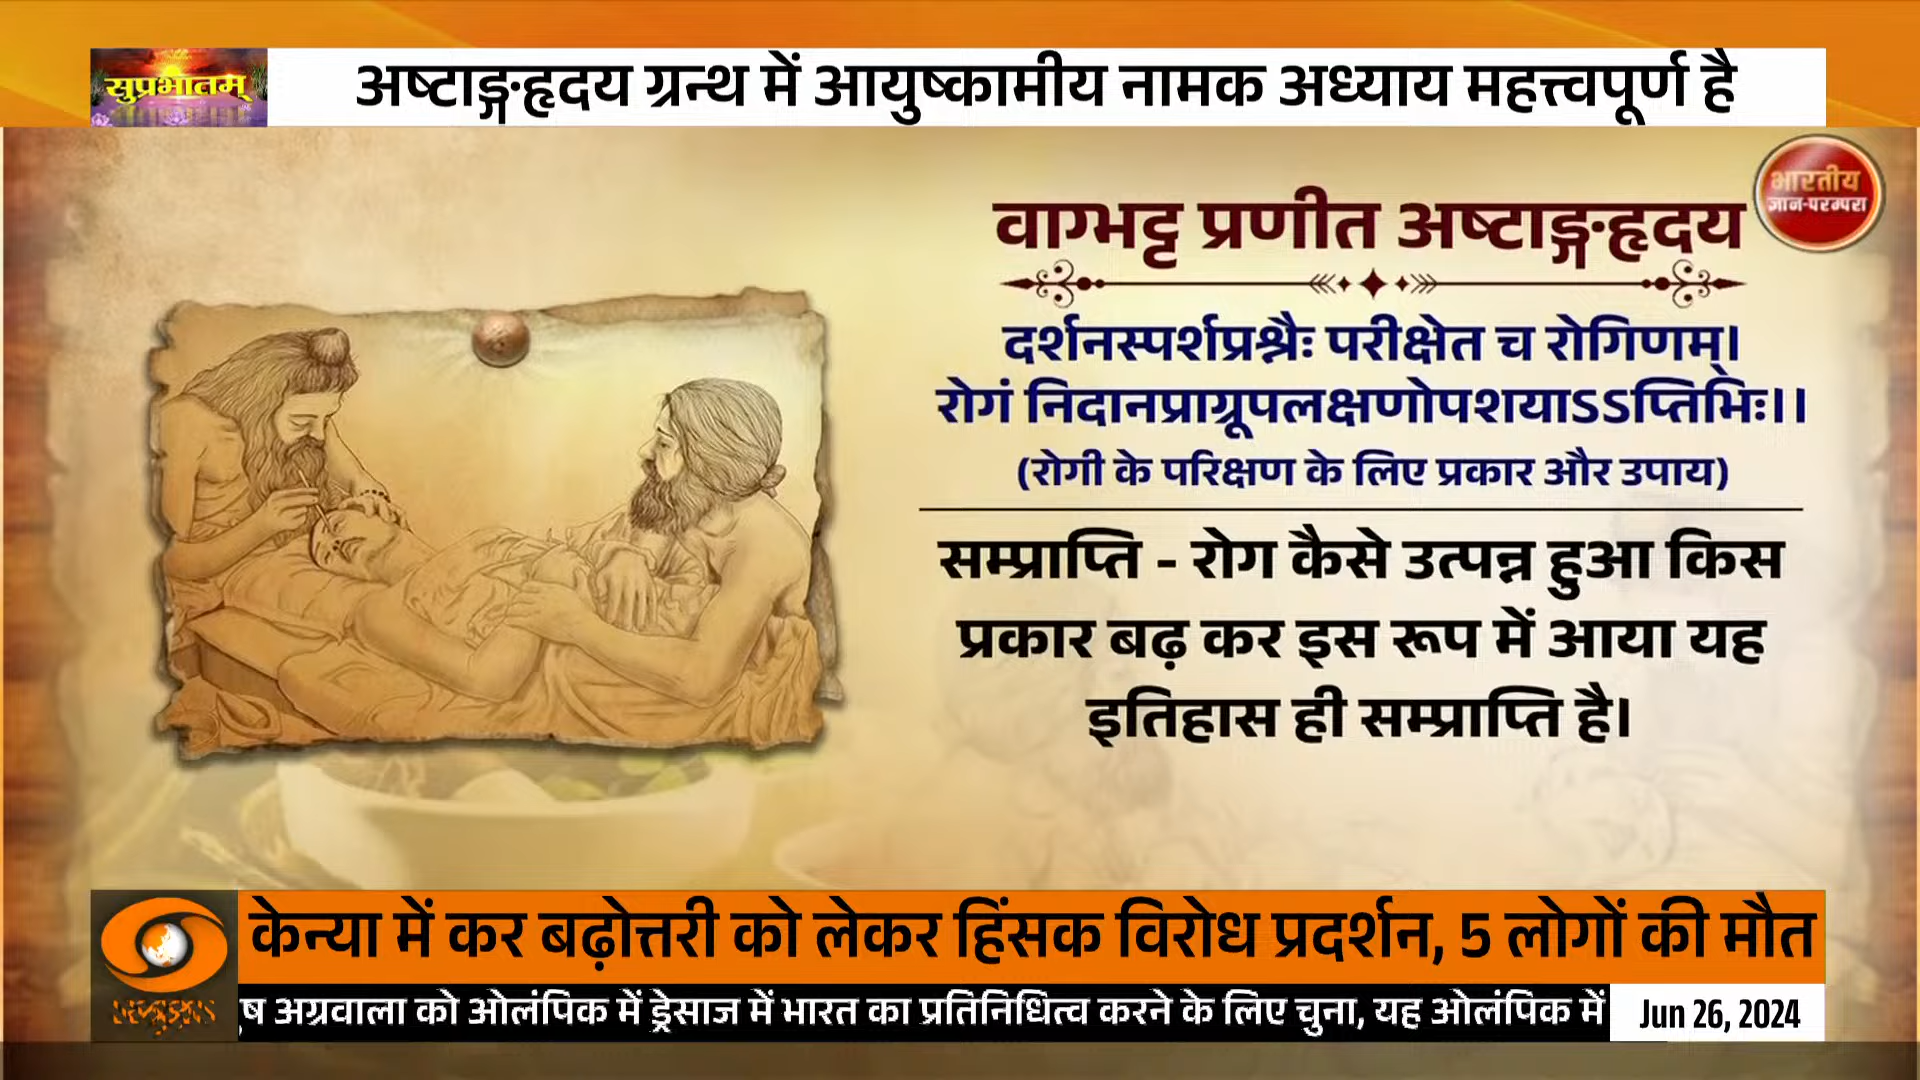 सुप्रभातम्
अष्टाङ्गहृदय ग्रन्थ में आयुष्कामीय नामक अध्याय महत्त्वपूर्ण है
भारतीय
ज्ञान-परम्परा
वाग्भट्ट प्रणीत अष्टाङ्गहृदय
दर्शनस्पर्शप्रश्नैः परीक्षेत च रोगिणम्।
रोगं निदानप्राग्रूपलक्षणोपशयाऽऽप्तिभिः।।
(रोगी के परिक्षण के लिए प्रकार और उपाय)
सम्प्राप्ति - रोग कैसे उत्पन्न हुआ किस
प्रकार बढ़ कर इस रूप में आया यह
इतिहास ही सम्प्राप्ति है।
केन्या में कर बढ़ोत्तरी को लेकर हिंसक विरोध प्रदर्शन, 5 लोगों की मौत
अग्रवाला को ओलंपिक में ड्रेसाज में भारत का प्रतिनिधित्व करने के लिए चुना, यह ओलंपिक में
Jun 26, 2024